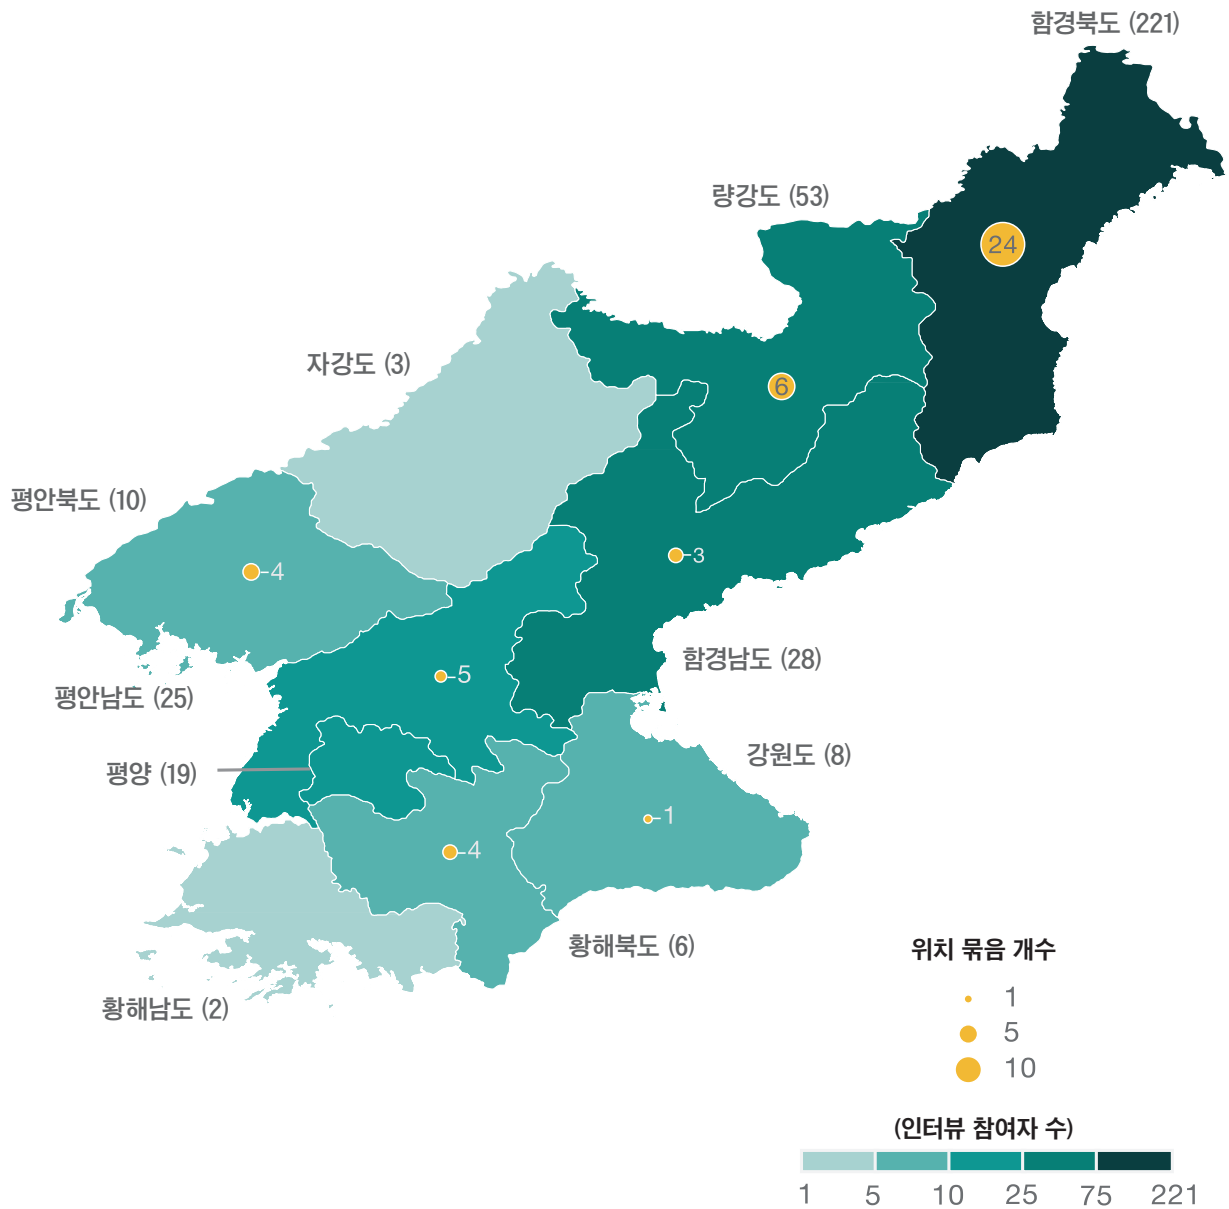 함경북도 (221)
량강도 (53)
24
자강도 (3)
6
평안북도 (10)
3
4
함경남도 (28)
5
평안남도 (25)
강원도 (8)
평양 (19)
1
4
황해북도 (6)
황해남도 (2)
위치 묶음 개수
1
5
10
(인터뷰 참여자 수)
1 5 10 25 75 221